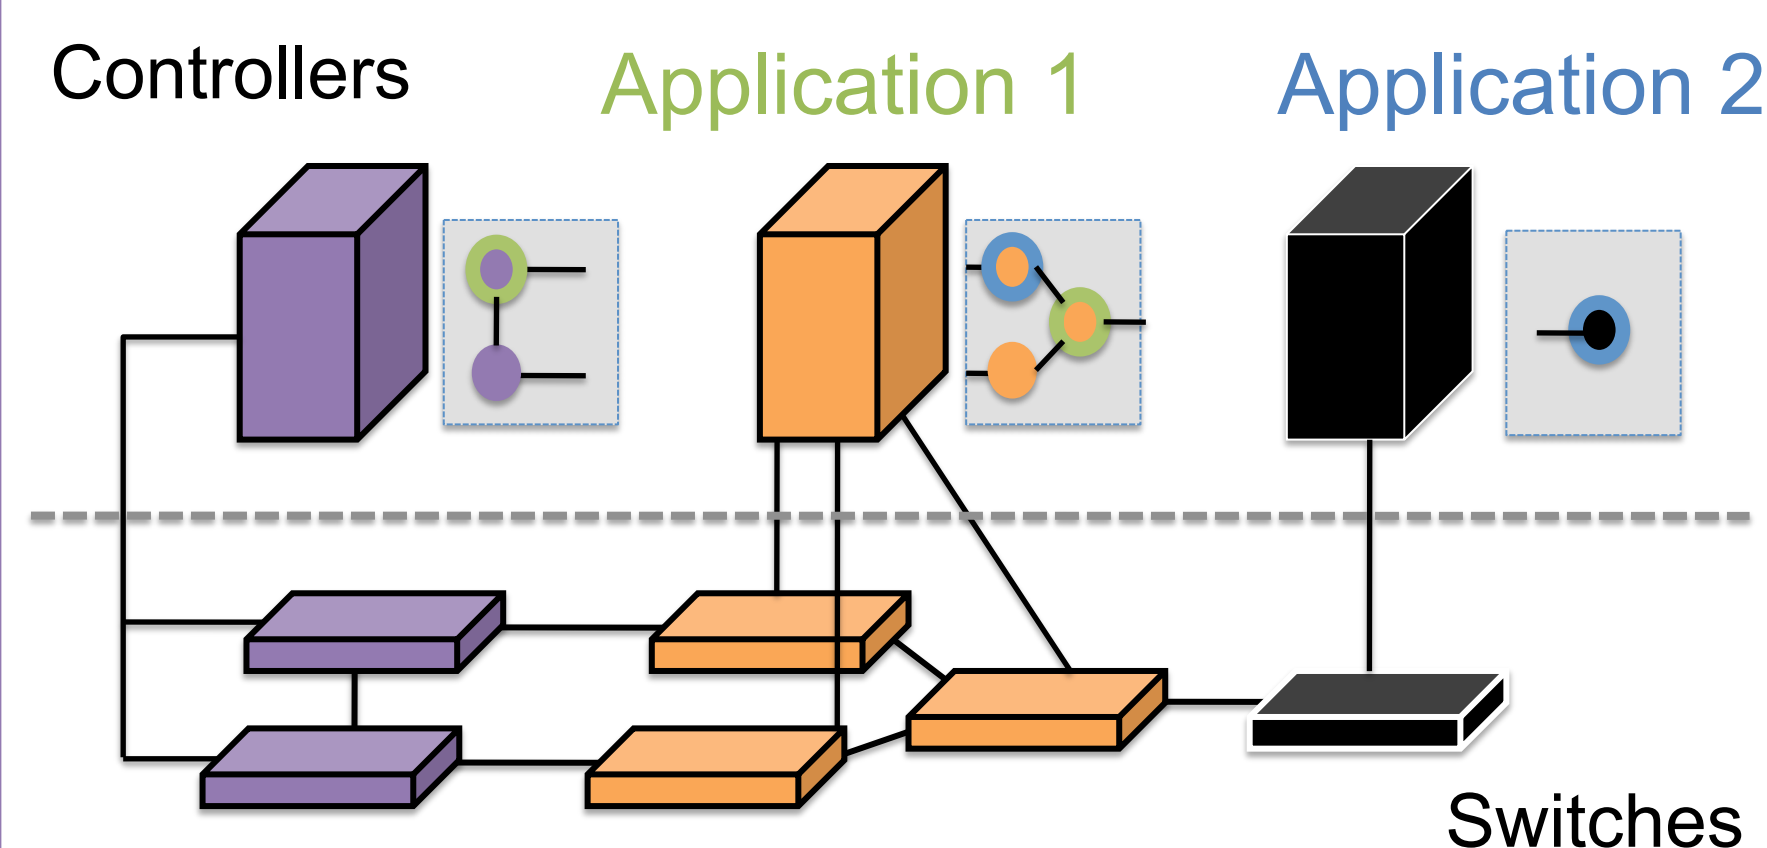 Controllers
Application 1
Application 2
Switches